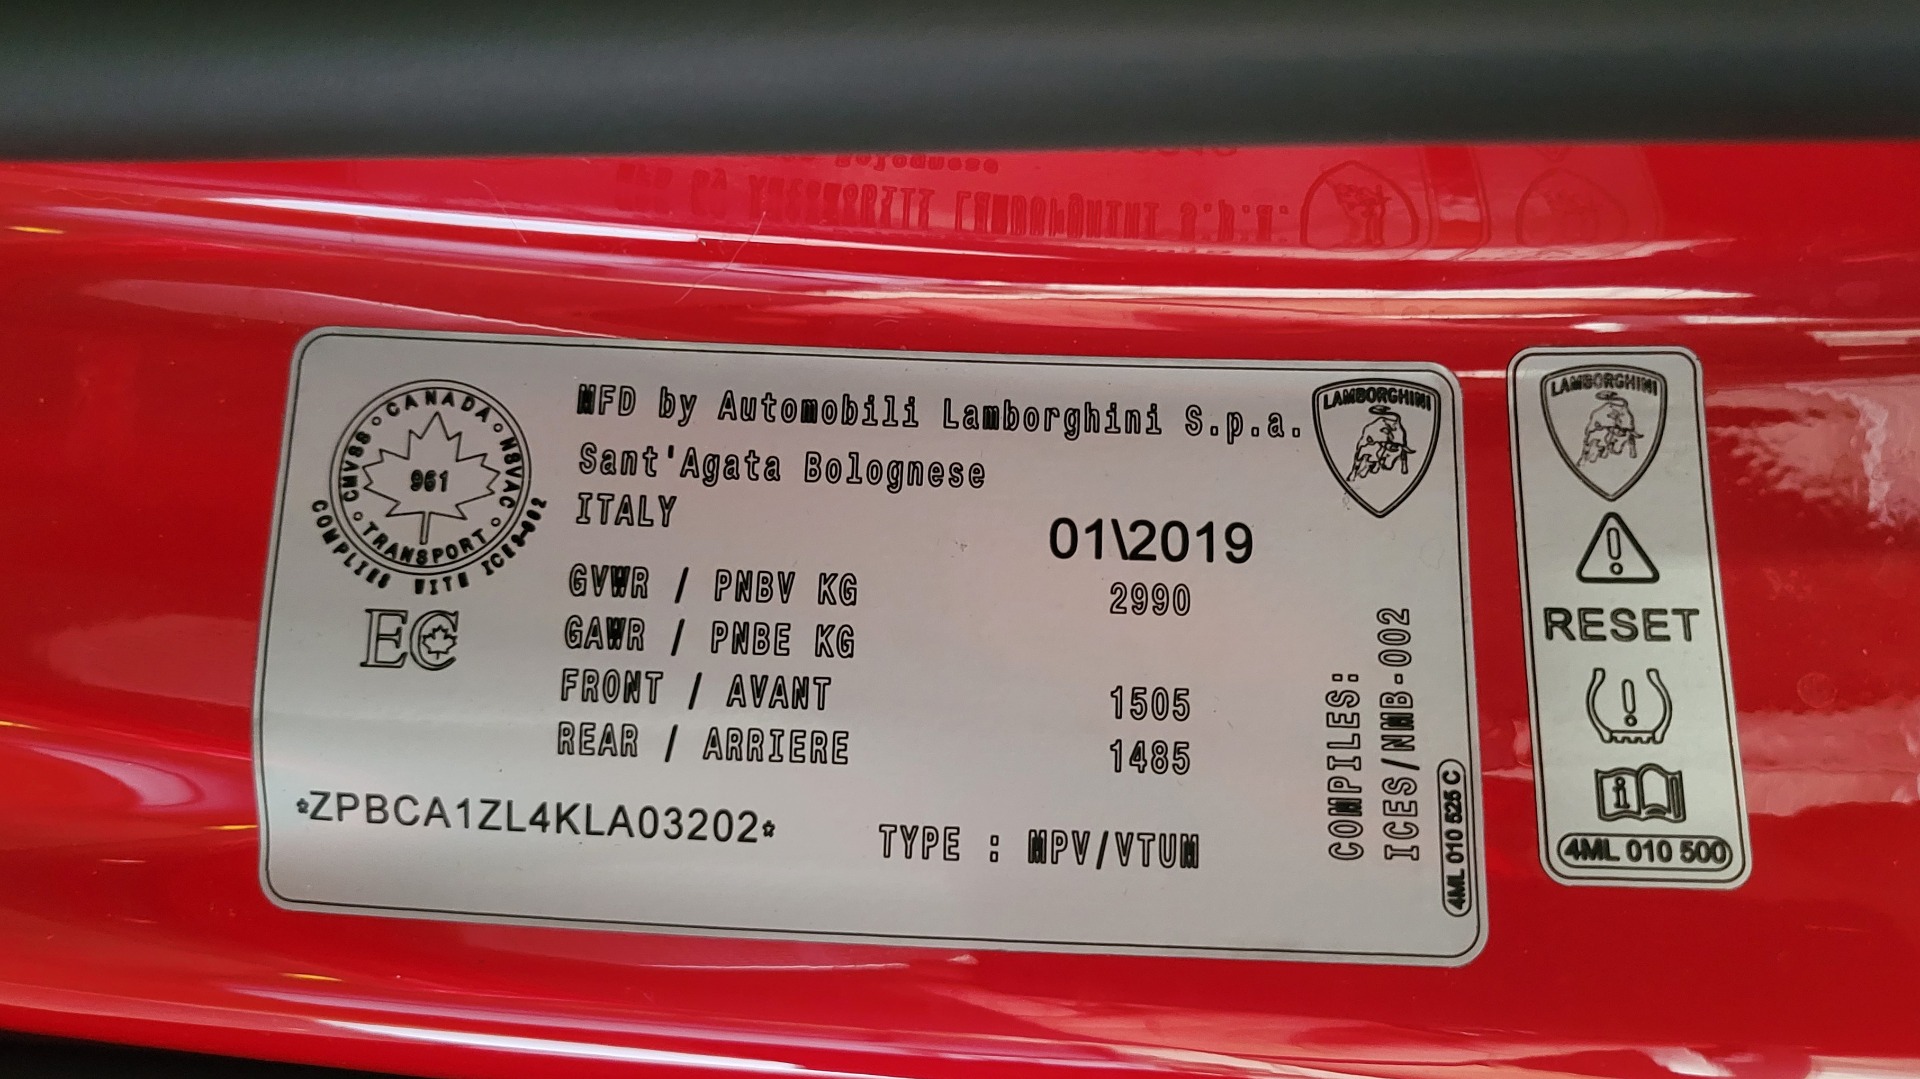 CANADA
NSVAC
TRANSPORT
CMVSS
961
COMPLIES WITH ICES-002
EC
MFD by Automobili Lamborghini S.p.a.
Sant'Agata Bolognese
ITALY
01\2019
GVWR / PNBV KG 2990
GAWR / PNBE KG
FRONT / AVANT 1505
REAR / ARRIERE 1485
*ZPBCA1ZL4KLA03202*
TYPE : MPV/VTUM
LAMBORGHINI
COMPILES:
ICES/NMB-002
4ML 010 525 C
LAMBORGHINI
RESET
4ML 010 500